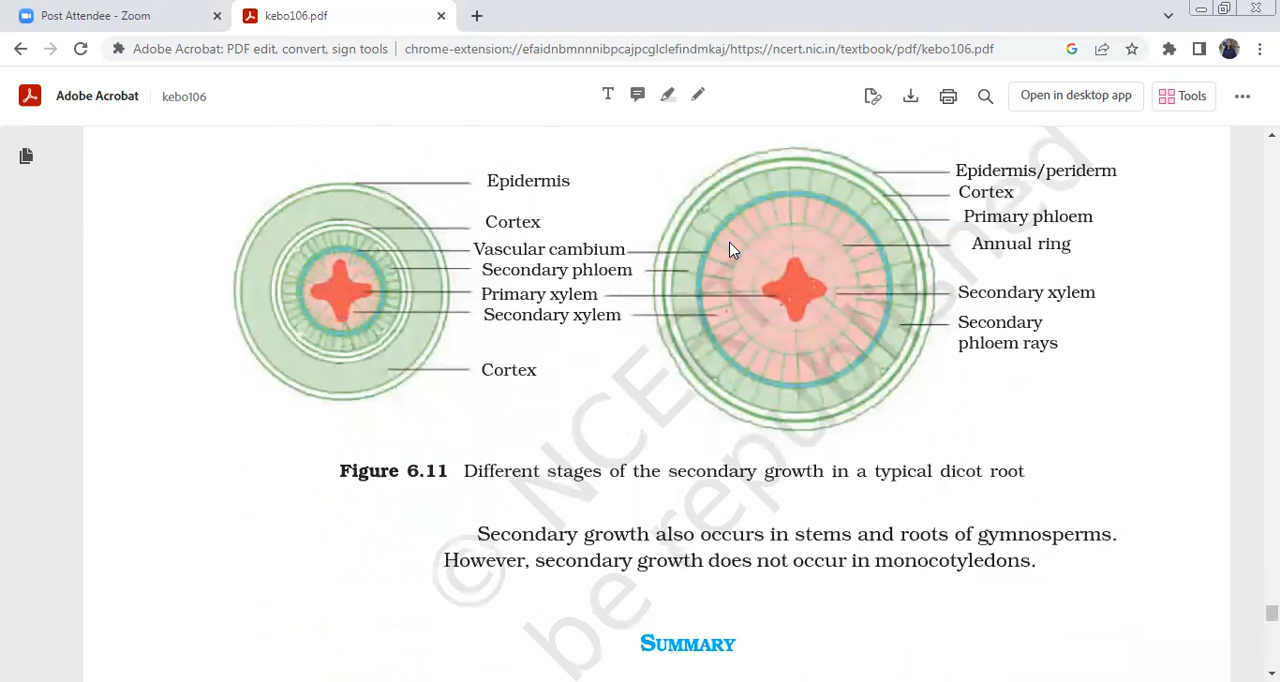 Post Attendee - Zoom
kebo106.pdf
Adobe Acrobat: PDF edit, convert, sign tools
chrome-extension://efaidnbmnnnibpcajpcglclefindmkaj/https://ncert.nic.in/textbook/pdf/kebo106.pdf
Adobe Acrobat
kebo106
Open in desktop app
Tools
Epidermis
Cortex
Vascular cambium
Secondary phloem
Primary xylem
Secondary xylem
Cortex
Epidermis/periderm
Cortex
Primary phloem
Annual ring
Secondary xylem
Secondary
phloem rays
Figure 6.11 Different stages of the secondary growth in a typical dicot root
Secondary growth also occurs in stems and roots of gymnosperms.
However, secondary growth does not occur in monocotyledons.
SUMMARY
© NCE
be republished